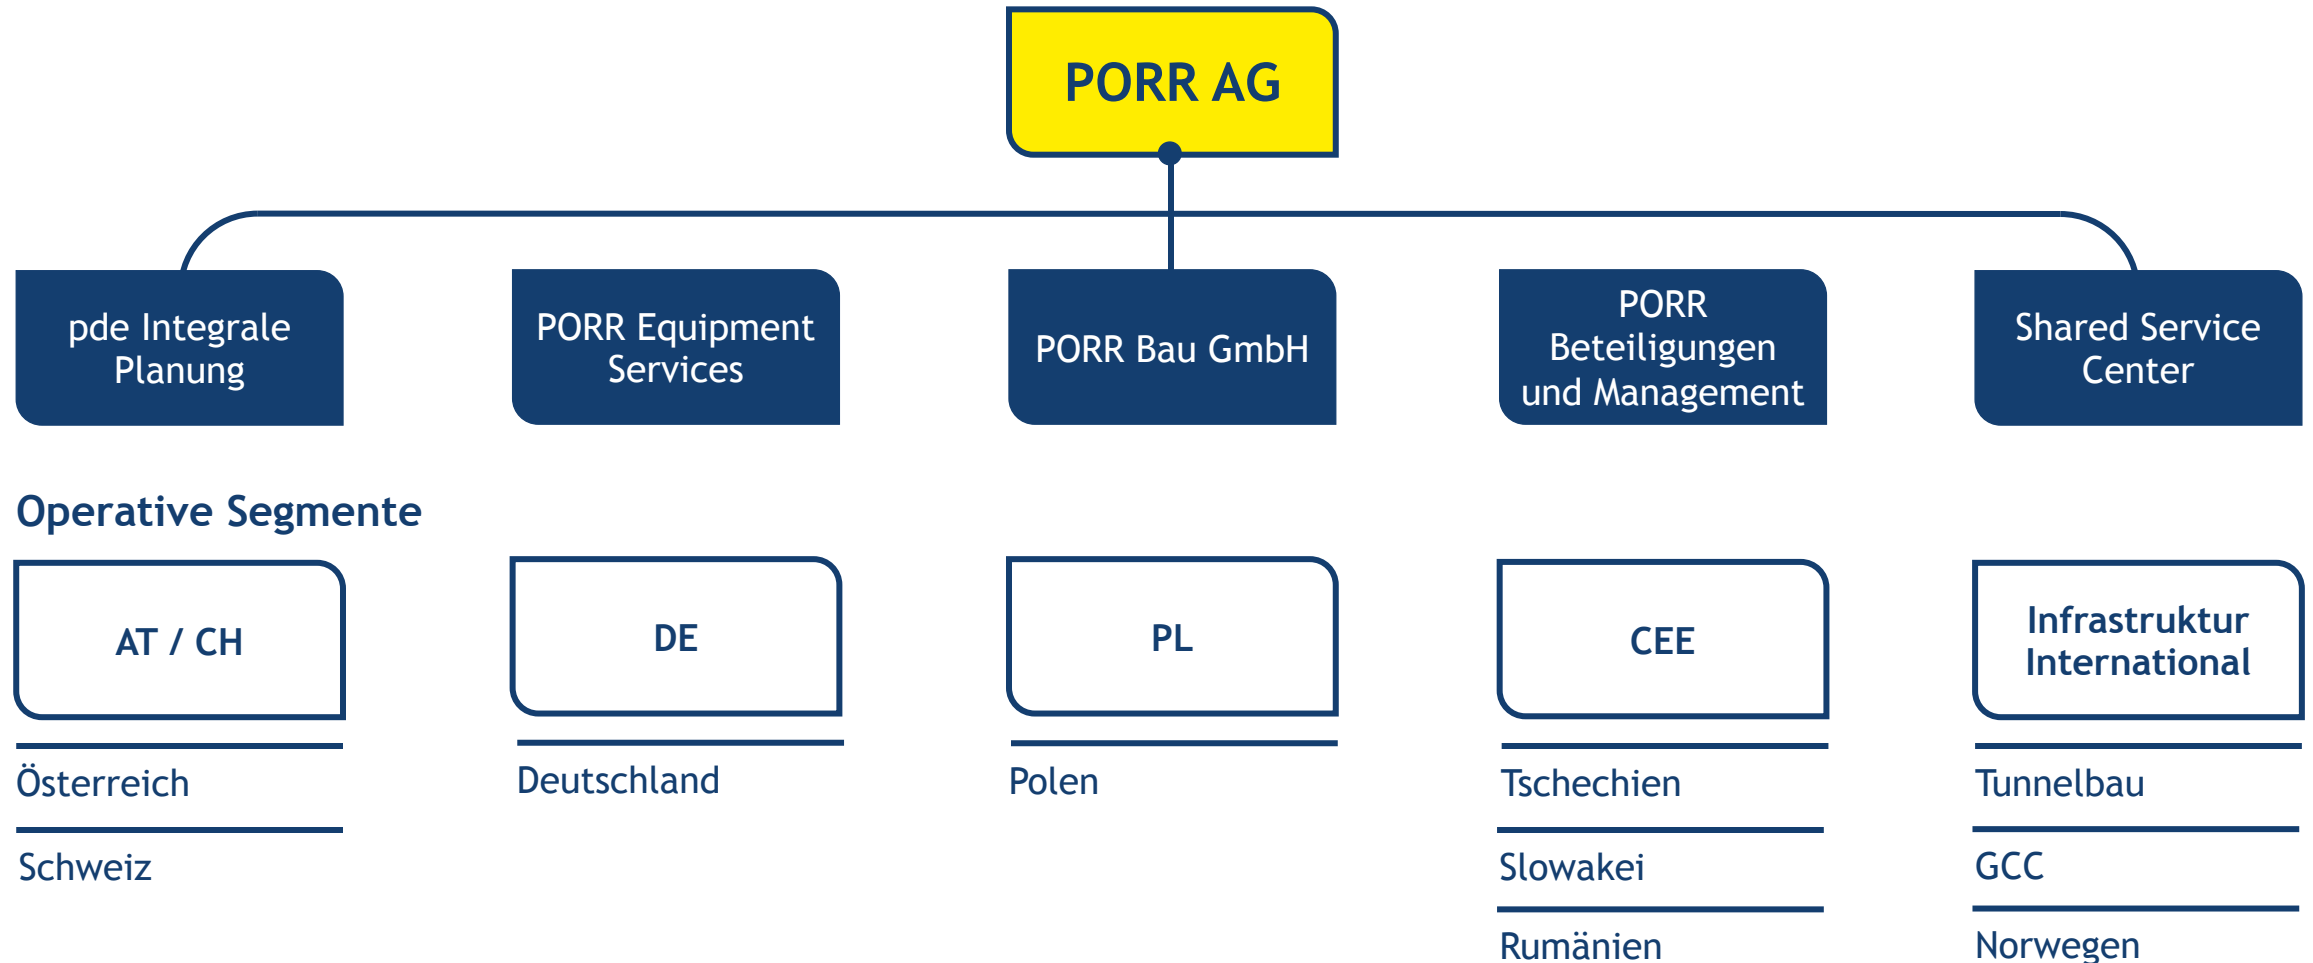 PORR AG
pde Integrale
Planung
PORR Equipment
Services
PORR Bau GmbH
PORR
Beteiligungen
und Management
Shared Service
Center
Operative Segmente
AT / CH
DE
PL
CEE
Infrastruktur
International
Österreich
Schweiz
Deutschland
Polen
Tschechien
Slowakei
Rumänien
Tunnelbau
GCC
Norwegen